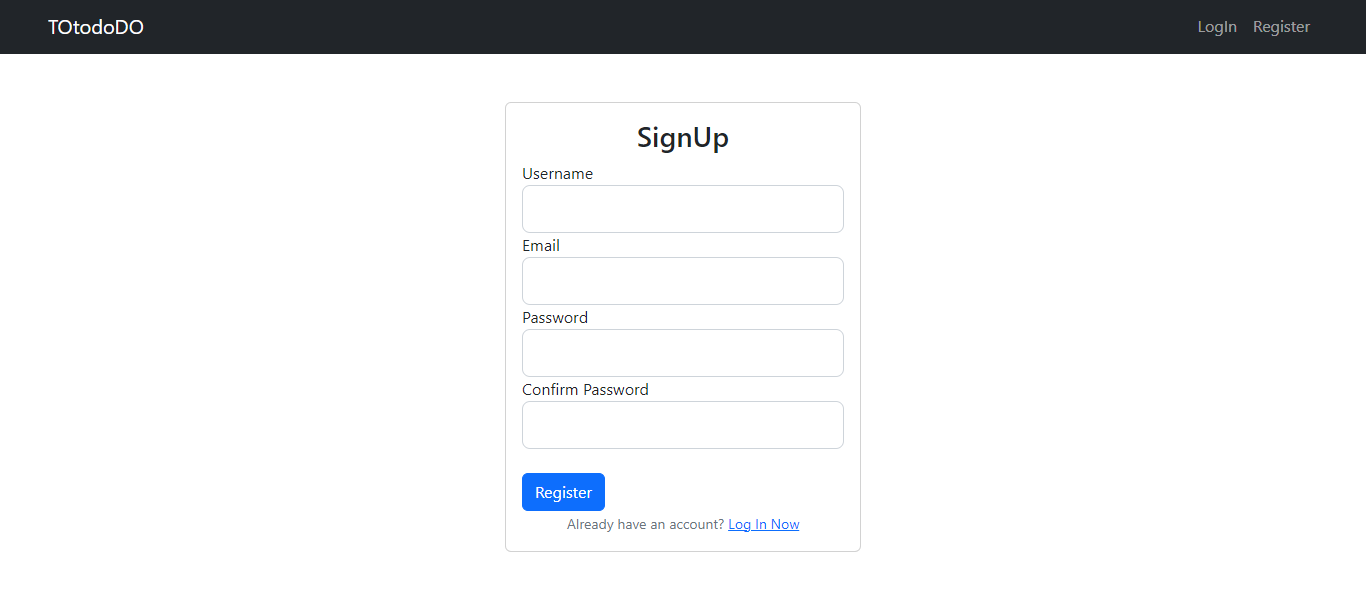 TOtodoDO LogIn Register
SignUp
Username
Email
Password
Confirm Password
Register
Already have an account? Log In Now